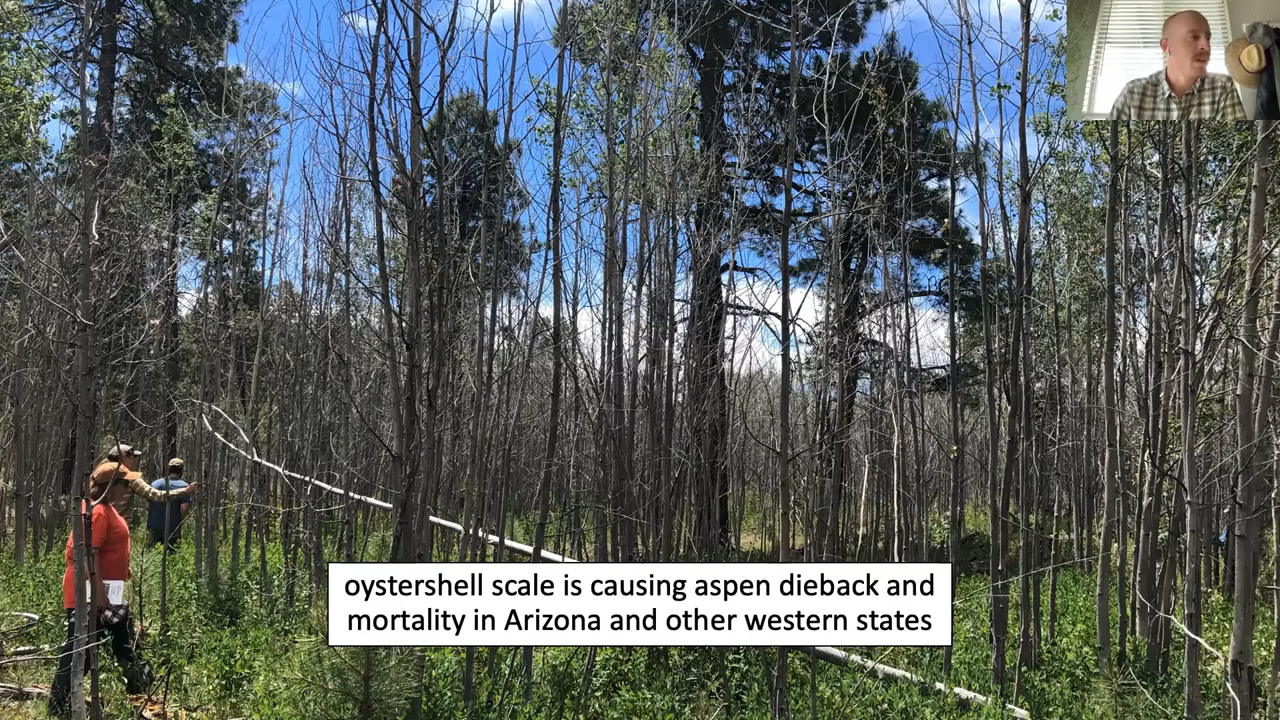 oystershell scale is causing aspen dieback and
mortality in Arizona and other western states